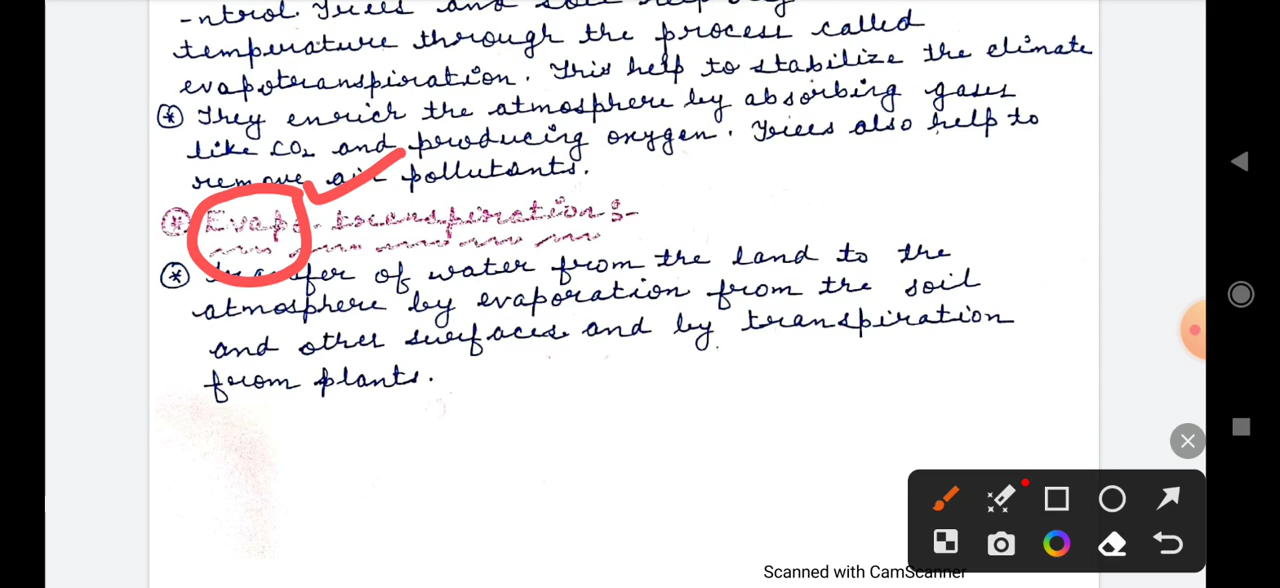 -ntrol. Trees and soil help
temperature through the process called
evapotranspiration. This help to stabilize the climate
* They enrich the atmosphere by absorbing gases
like CO2 and producing oxygen. Trees also help to
remove air pollutants.
* Evapo-transpiration :-
* Transfer of water from the land to the
atmosphere by evaporation from the soil
and other surfaces and by transpiration
from plants.
Scanned with CamScanner